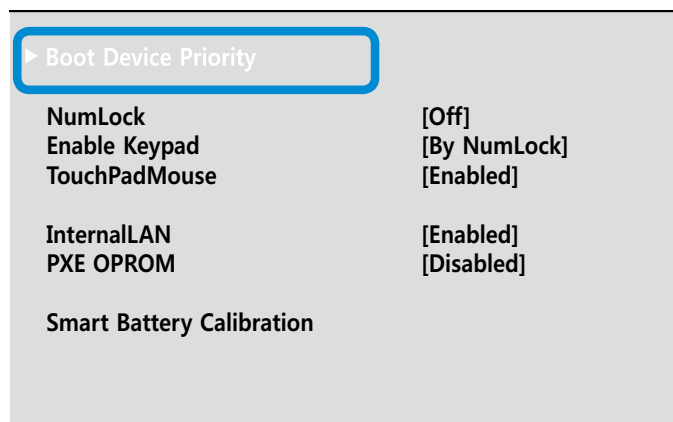 ▶ Boot Device Priority
NumLock [Off]
Enable Keypad [By NumLock]
TouchPadMouse [Enabled]
InternalLAN [Enabled]
PXE OPROM [Disabled]
Smart Battery Calibration